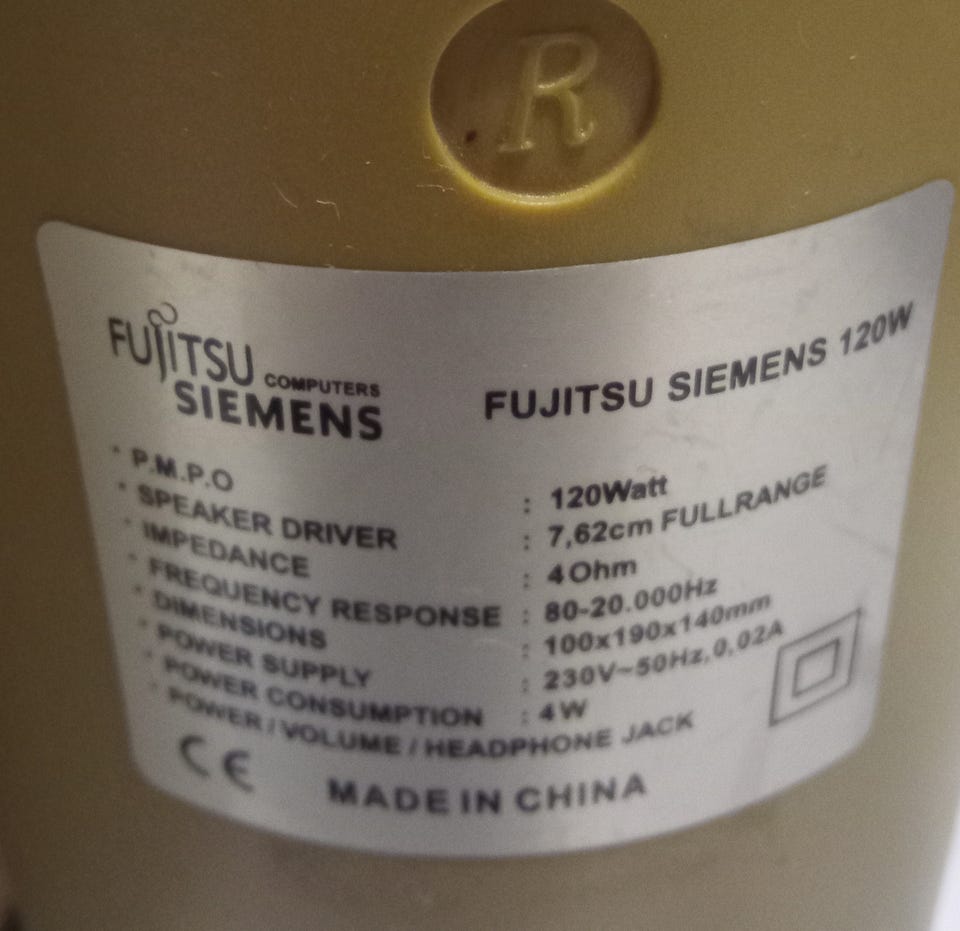 R
FUJITSU COMPUTERS
SIEMENS
FUJITSU SIEMENS 120W
* P.M.P.O : 120Watt
* SPEAKER DRIVER : 7,62cm FULLRANGE
* IMPEDANCE : 4Ohm
* FREQUENCY RESPONSE : 80-20.000Hz
* DIMENSIONS : 100x190x140mm
* POWER SUPPLY : 230V~50Hz,0,02A
* POWER CONSUMPTION : 4W
* POWER / VOLUME / HEADPHONE JACK
CE
MADE IN CHINA